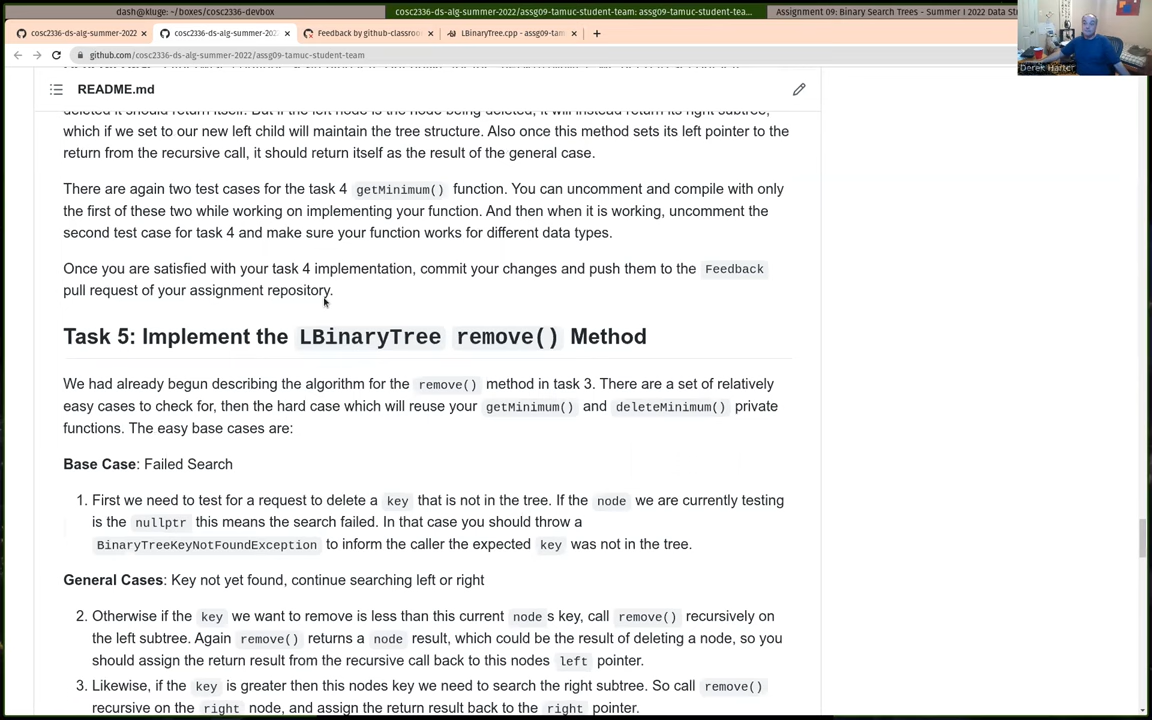 dash@kluge: ~/boxes/cosc2336-devbox
cosc2336-ds-alg-summer-2022/assg09-tamuc-student-team: assg09-tamuc-student-tea...
Assignment 09: Binary Search Trees - Summer I 2022 Data St
cosc2336-ds-alg-summer-2022
cosc2336-ds-alg-summer-202
Feedback by github-classroo
LBinaryTree.cpp - assg09-tam
github.com/cosc2336-ds-alg-summer-2022/assg09-tamuc-student-team
Derek Harter
README.md
deleted it should return itself. But if the left node is the node being deleted, it will instead return its right subtree,
which if we set to our new left child will maintain the tree structure. Also once this method sets its left pointer to the
return from the recursive call, it should return itself as the result of the general case.
There are again two test cases for the task 4 getMinimum() function. You can uncomment and compile with only
the first of these two while working on implementing your function. And then when it is working, uncomment the
second test case for task 4 and make sure your function works for different data types.
Once you are satisfied with your task 4 implementation, commit your changes and push them to the Feedback
pull request of your assignment repository.
Task 5: Implement the LBinaryTree remove() Method
We had already begun describing the algorithm for the remove() method in task 3. There are a set of relatively
easy cases to check for, then the hard case which will reuse your getMinimum() and deleteMinimum() private
functions. The easy base cases are:
Base Case: Failed Search
1. First we need to test for a request to delete a key that is not in the tree. If the node we are currently testing
is the nullptr this means the search failed. In that case you should throw a
BinaryTreeKeyNotFoundException to inform the caller the expected key was not in the tree.
General Cases: Key not yet found, continue searching left or right
2. Otherwise if the key we want to remove is less than this current node s key, call remove() recursively on
the left subtree. Again remove() returns a node result, which could be the result of deleting a node, so you
should assign the return result from the recursive call back to this nodes left pointer.
3. Likewise, if the key is greater then this nodes key we need to search the right subtree. So call remove()
recursive on the right node, and assign the return result back to the right pointer.